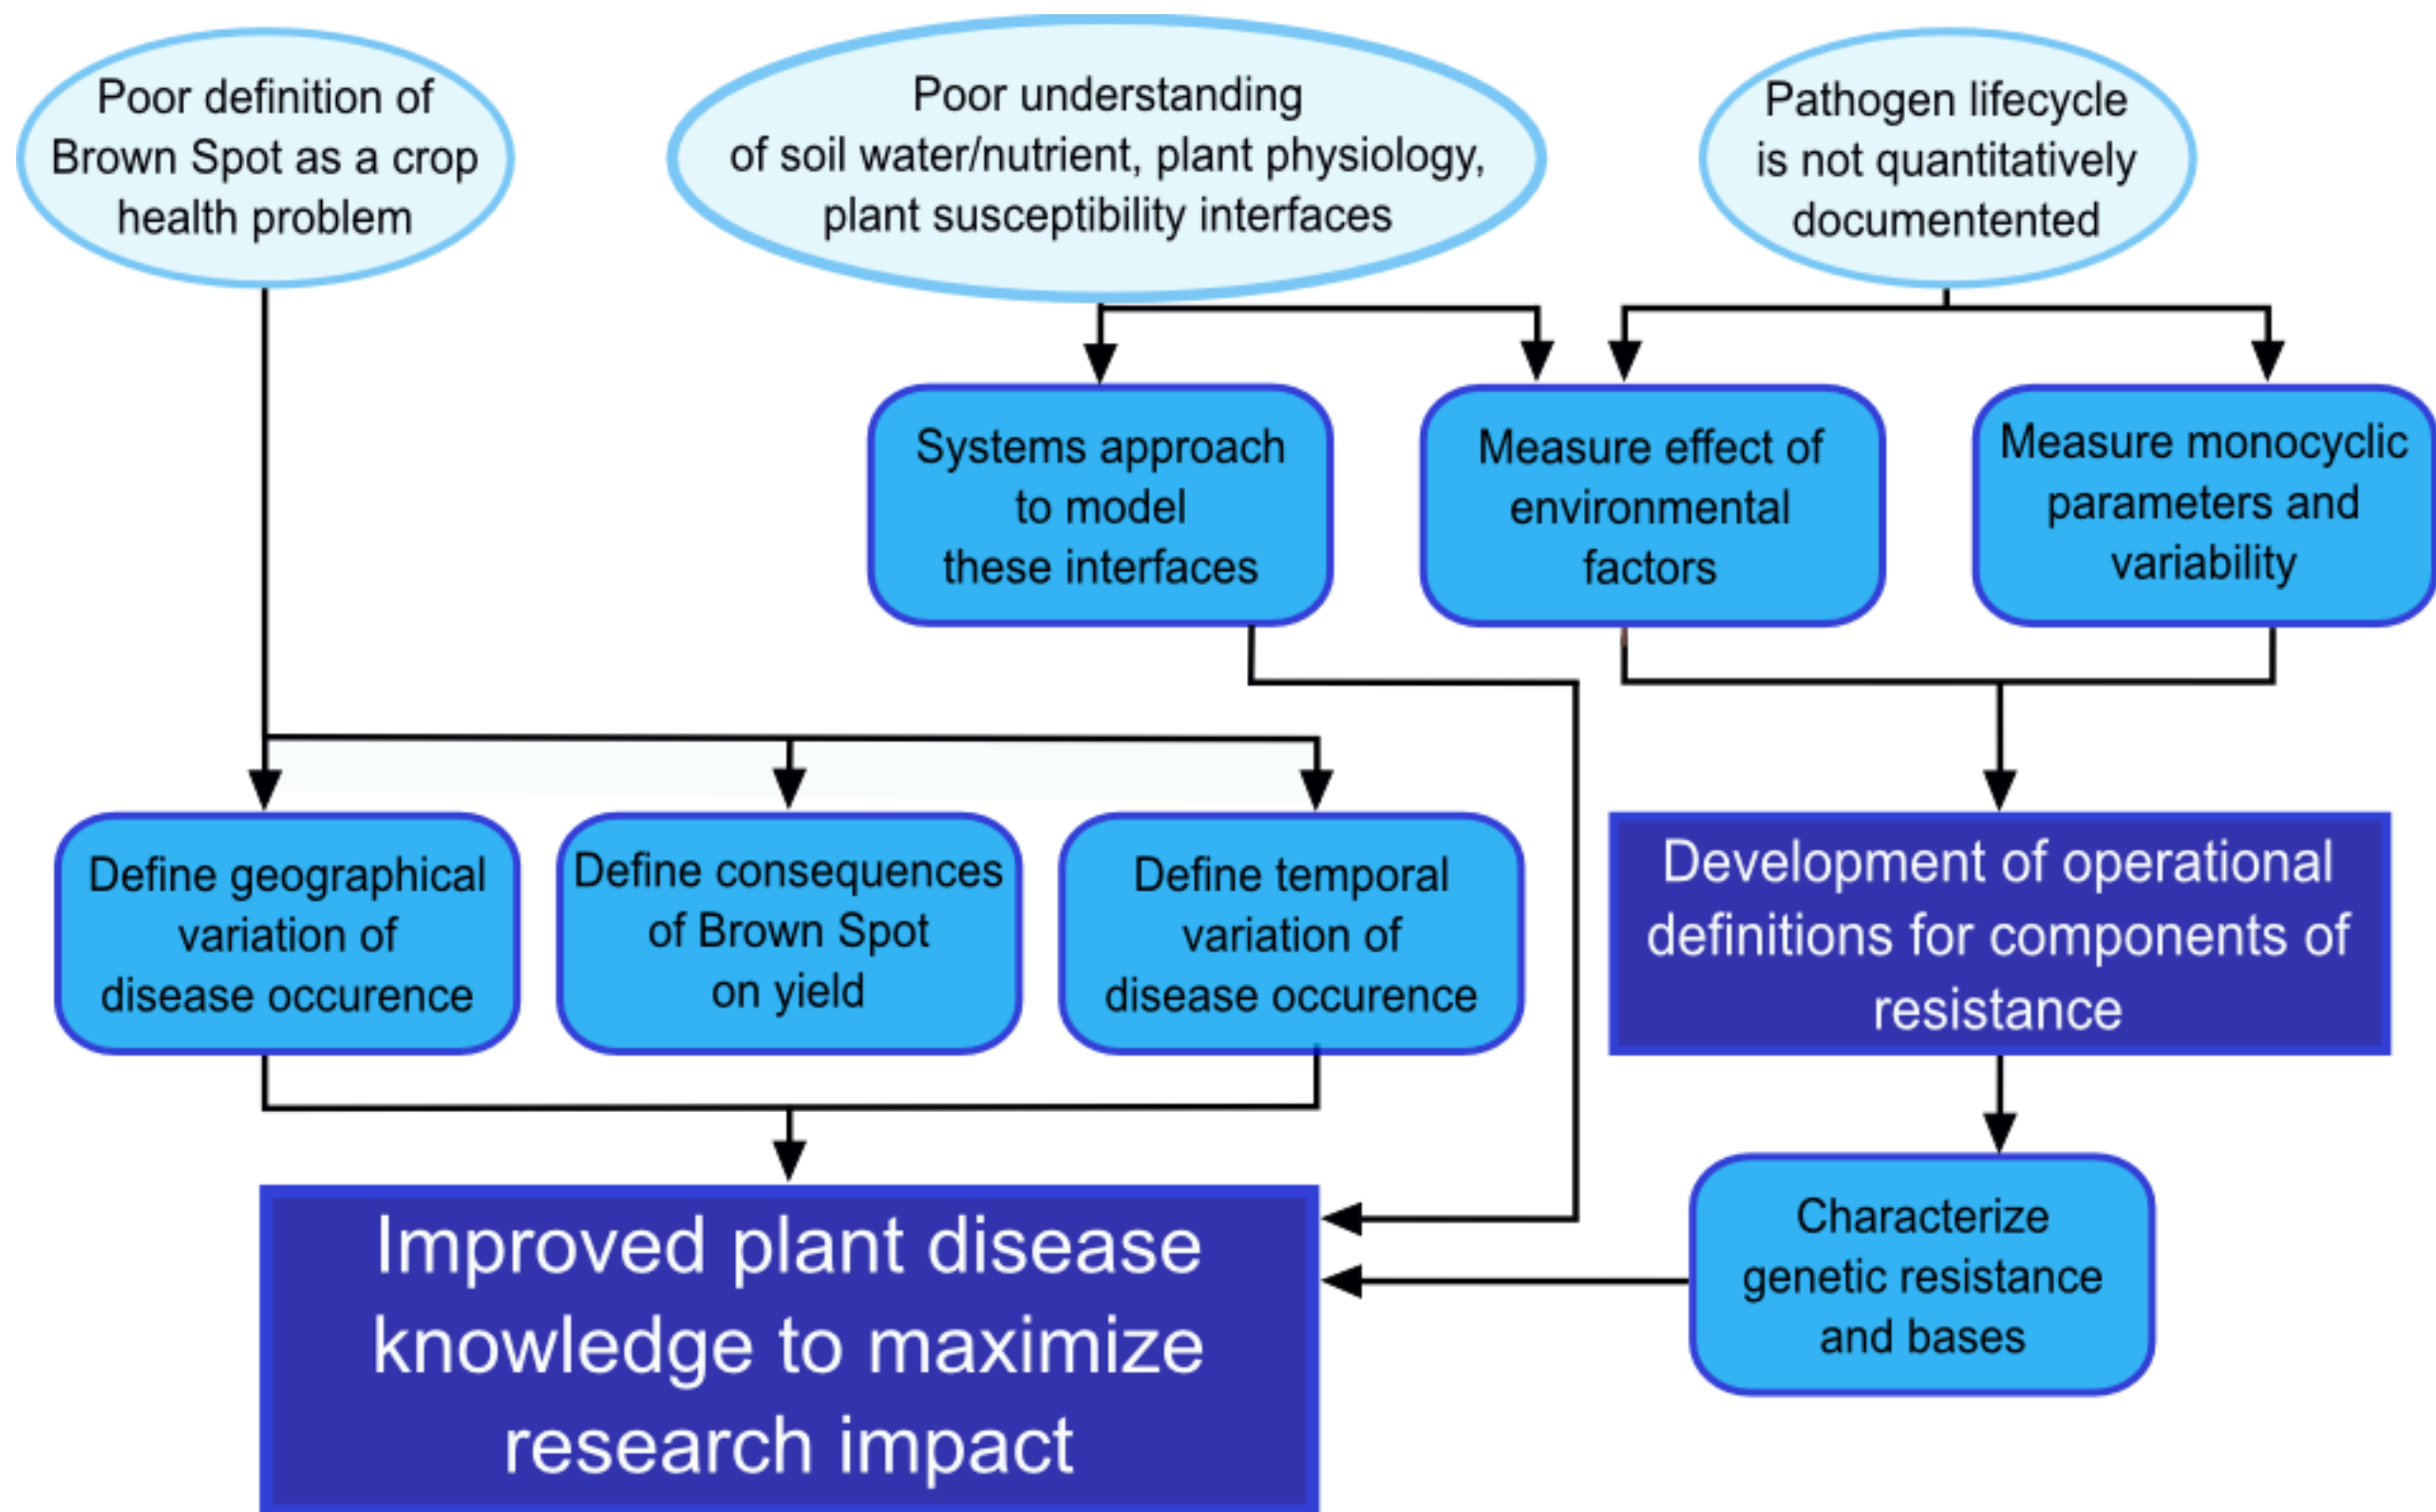 Poor definition of
Brown Spot as a crop
health problem
Poor understanding
of soil water/nutrient, plant physiology,
plant susceptibility interfaces
Pathogen lifecycle
is not quantitatively
documentented
Systems approach
to model
these interfaces
Measure effect of
environmental
factors
Measure monocyclic
parameters and
variability
Define geographical
variation of
disease occurence
Define consequences
of Brown Spot
on yield
Define temporal
variation of
disease occurence
Development of operational
definitions for components of
resistance
Improved plant disease
knowledge to maximize
research impact
Characterize
genetic resistance
and bases